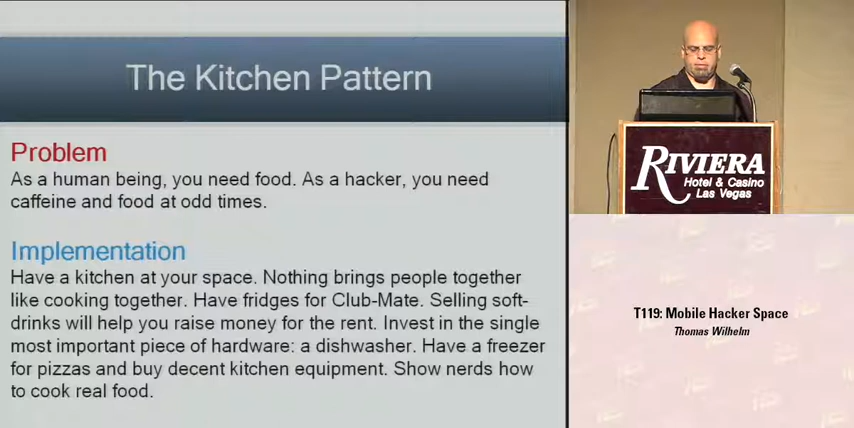 The Kitchen Pattern
Problem
As a human being, you need food. As a hacker, you need
caffeine and food at odd times.
Implementation
Have a kitchen at your space. Nothing brings people together
like cooking together. Have fridges for Club-Mate. Selling soft-
drinks will help you raise money for the rent. Invest in the single
most important piece of hardware: a dishwasher. Have a freezer
for pizzas and buy decent kitchen equipment. Show nerds how
to cook real food.
RIVIERA
Hotel & Casino
Las Vegas
T119: Mobile Hacker Space
Thomas Wilhelm